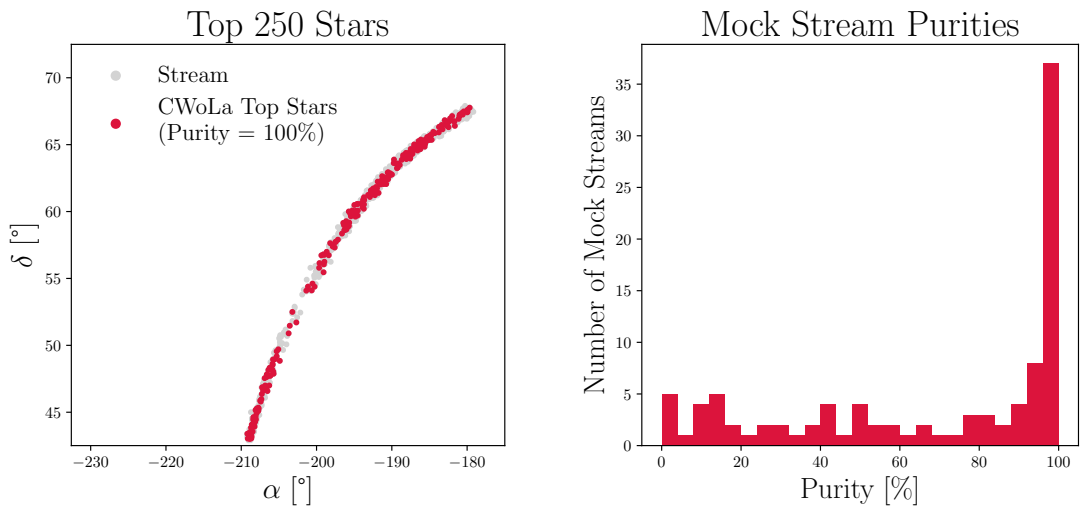 Top 250 Stars
Stream
CWoLa Top Stars
(Purity = 100%)
70
65
60
55
50
45
δ [°]
−230
−220
−210
−200
−190
−180
α [°]
Mock Stream Purities
Number of Mock Streams
35
30
25
20
15
10
5
0
0
20
40
60
80
100
Purity [%]